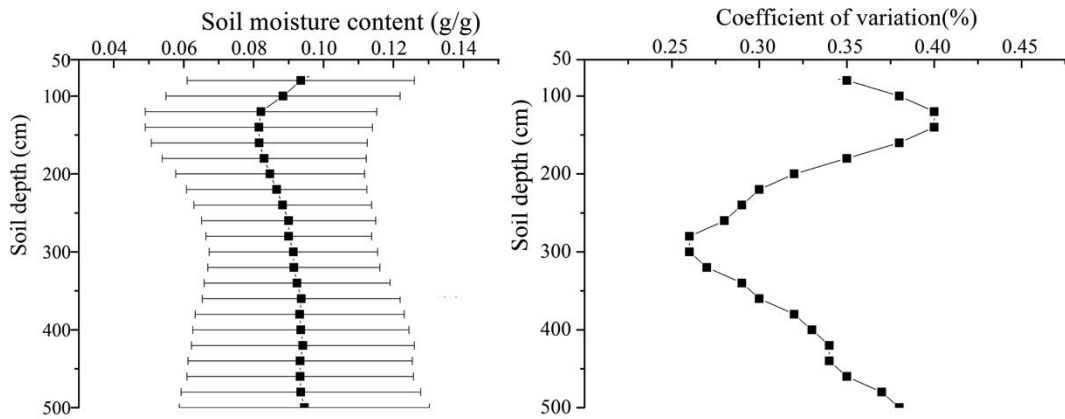 Soil moisture content (g/g)
0.04 0.06 0.08 0.10 0.12 0.14
50
100
200
300
400
500
Soil depth (cm)
Coefficient of variation(%)
0.25 0.30 0.35 0.40 0.45
50
100
200
300
400
500
Soil depth (cm)